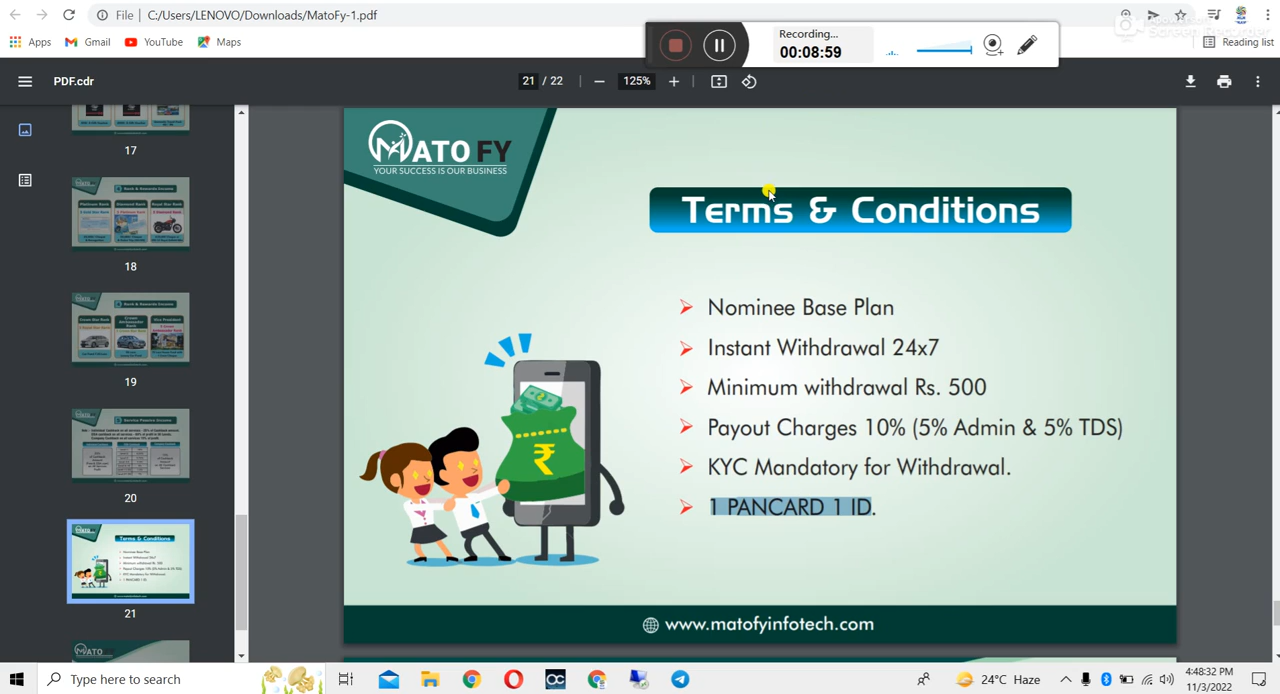 File | C:/Users/LENOVO/Downloads/MatoFy-1.pdf
Apps Gmail YouTube Maps
Reading list
Recording...
00:08:59
Screen Recorder
PDF.cdr
21 / 22
125%
17
18
19
20
21
MATO FY
YOUR SUCCESS IS OUR BUSINESS
Terms & Conditions
Nominee Base Plan
Instant Withdrawal 24x7
Minimum withdrawal Rs. 500
Payout Charges 10% (5% Admin & 5% TDS)
KYC Mandatory for Withdrawal.
1 PANCARD 1 ID.
www.matofyinfotech.com
Type here to search
24°C Haze
4:48:32 PM
11/3/2022